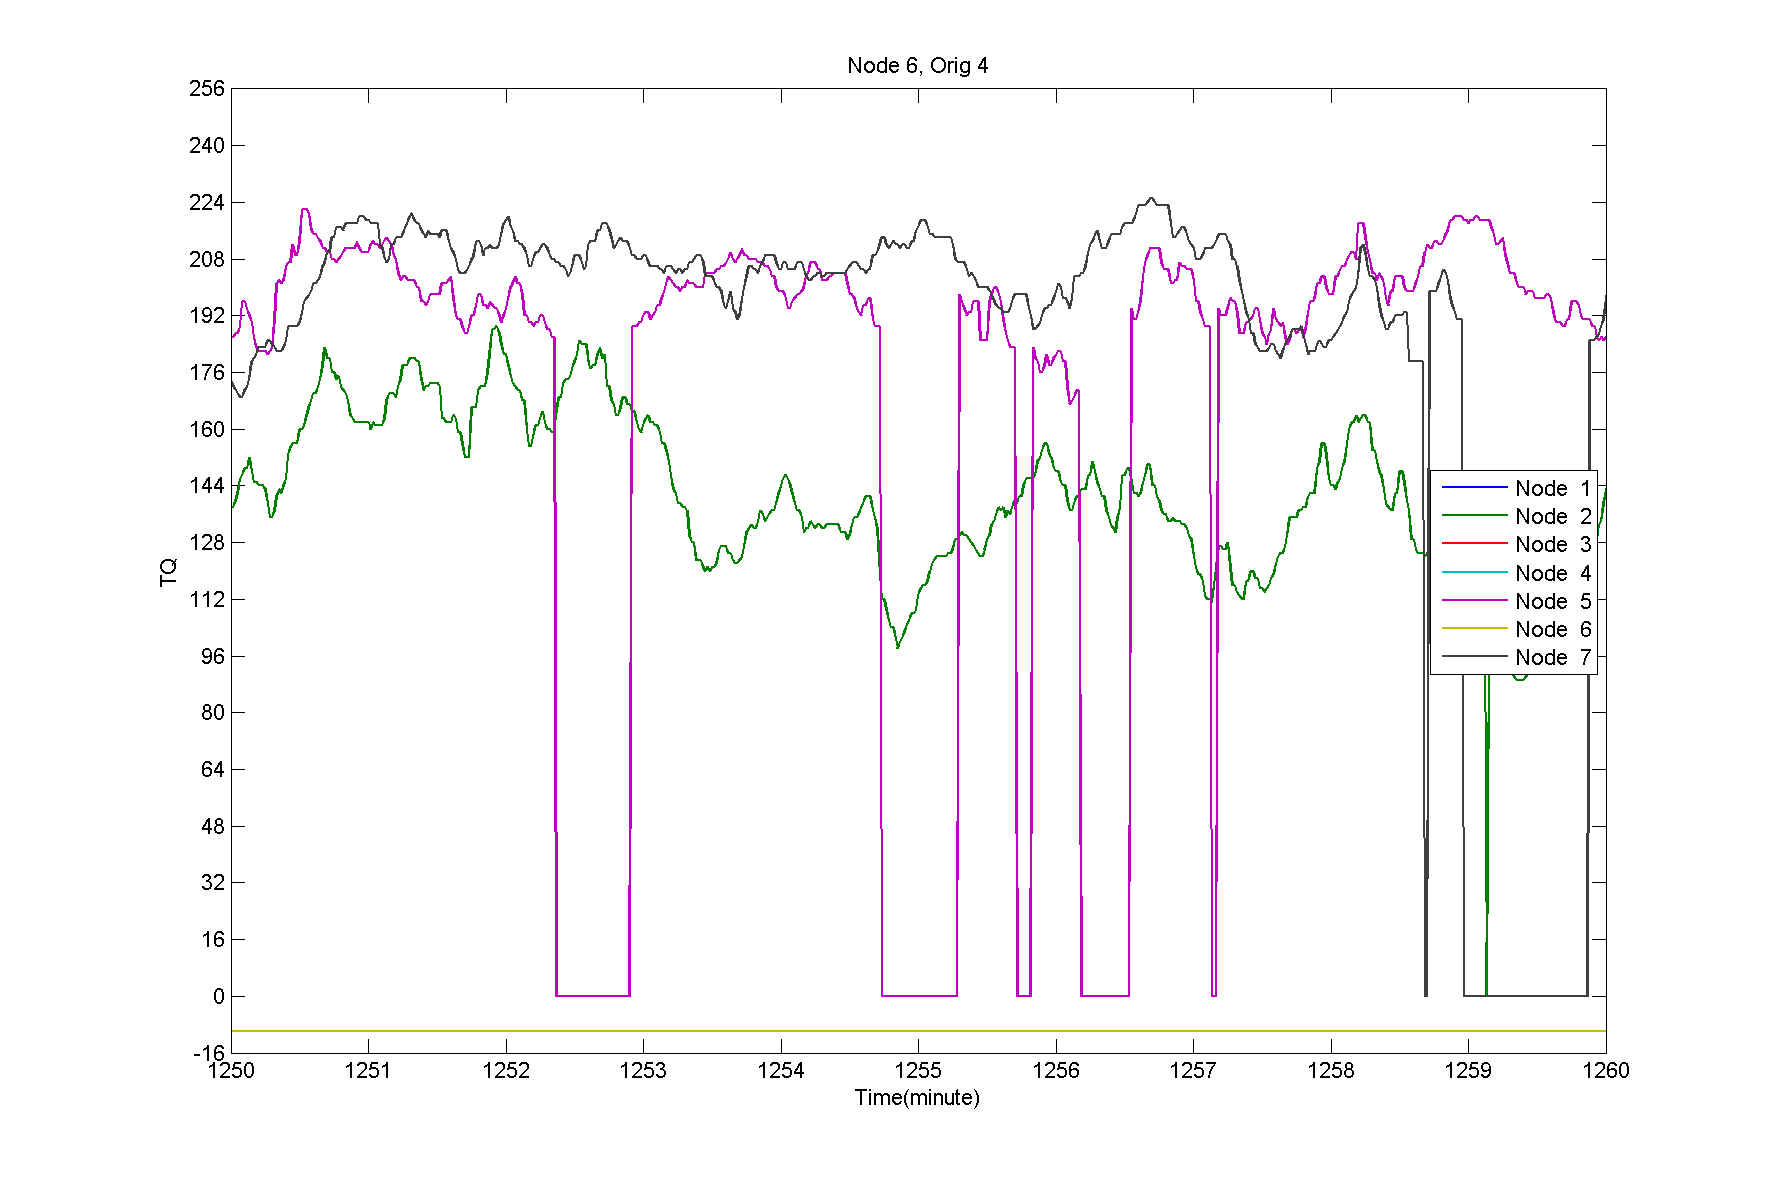 Node 6, Orig 4
256
240
224
208
192
176
160
144
128
112
96
80
64
48
32
16
0
-16
TQ
Node 1
Node 2
Node 3
Node 4
Node 5
Node 6
Node 7
1250 1251 1252 1253 1254 1255 1256 1257 1258 1259 1260
Time(minute)